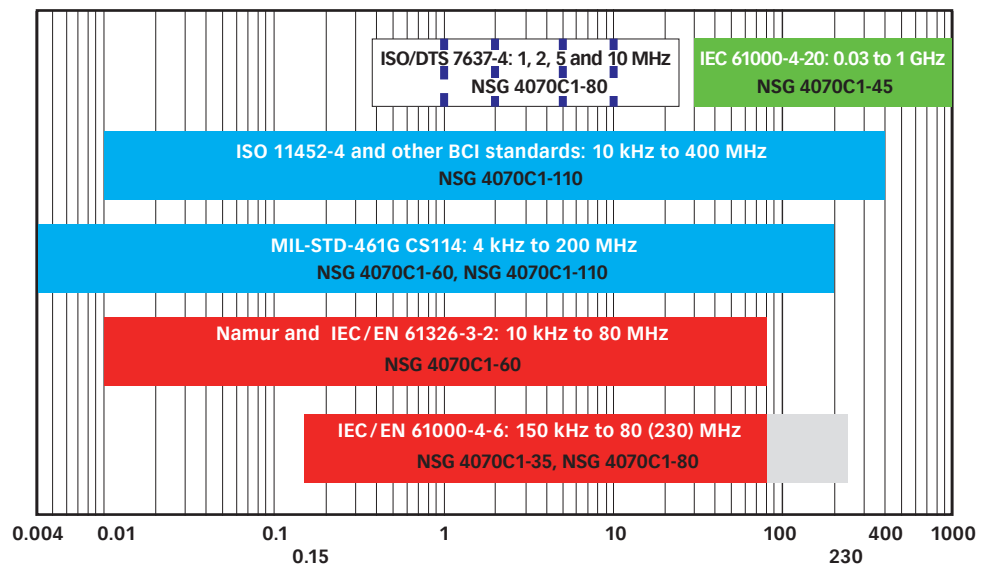 ISO/DTS 7637-4: 1, 2, 5 and 10 MHz
NSG 4070C1-80
IEC 61000-4-20: 0.03 to 1 GHz
NSG 4070C1-45
ISO 11452-4 and other BCI standards: 10 kHz to 400 MHz
NSG 4070C1-110
MIL-STD-461G CS114: 4 kHz to 200 MHz
NSG 4070C1-60, NSG 4070C1-110
Namur and IEC/EN 61326-3-2: 10 kHz to 80 MHz
NSG 4070C1-60
IEC/EN 61000-4-6: 150 kHz to 80 (230) MHz
NSG 4070C1-35, NSG 4070C1-80
0.004 0.01 0.1 1 10 100 400 1000
0.15 230